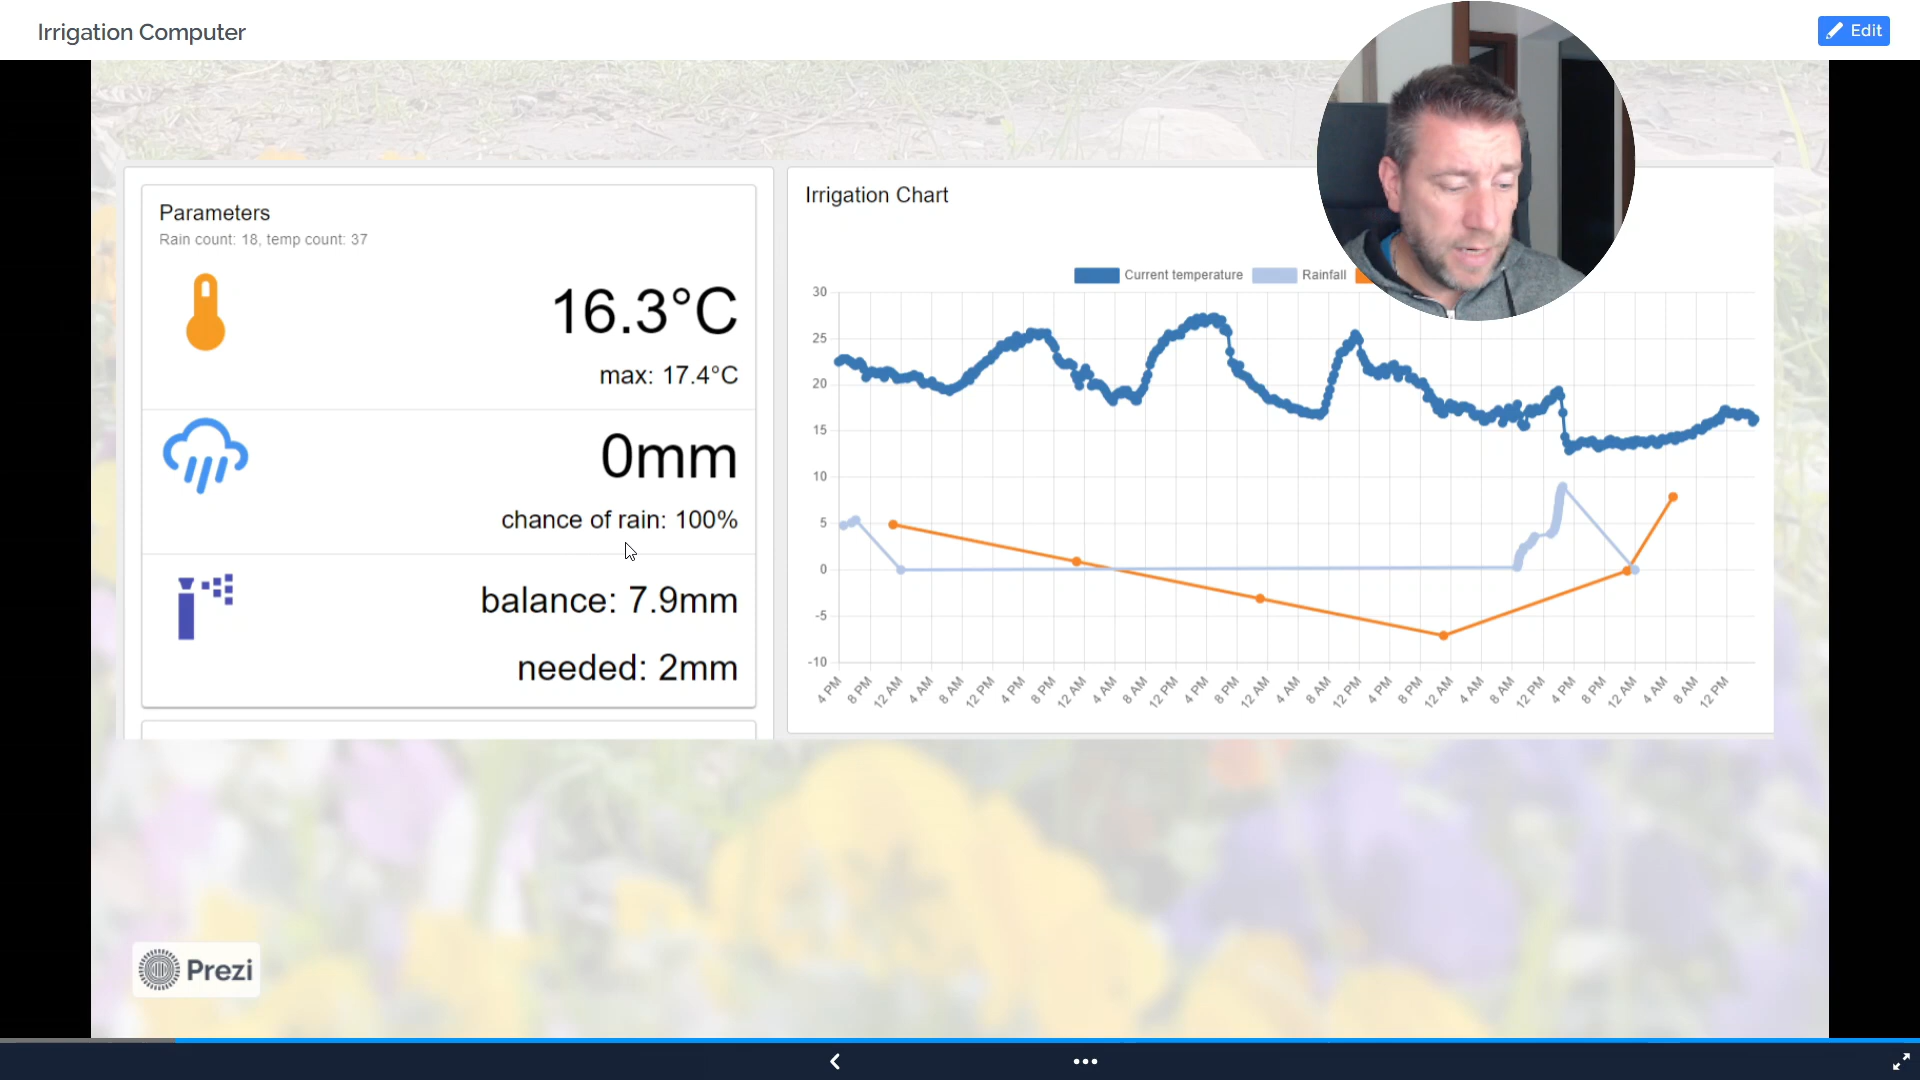 Irrigation Computer
Edit
Parameters
Rain count: 18, temp count: 37
16.3°C
max: 17.4°C
0mm
chance of rain: 100%
balance: 7.9mm
needed: 2mm
Irrigation Chart
Current temperature
Rainfall
30
25
20
15
10
5
0
-5
-10
4 PM
8 PM
12 AM
4 AM
8 AM
12 PM
4 PM
8 PM
12 AM
4 AM
8 AM
12 PM
4 PM
8 PM
12 AM
4 AM
8 AM
12 PM
4 PM
8 PM
12 AM
4 AM
8 AM
12 PM
4 PM
8 PM
12 AM
4 AM
8 AM
12 PM
Prezi